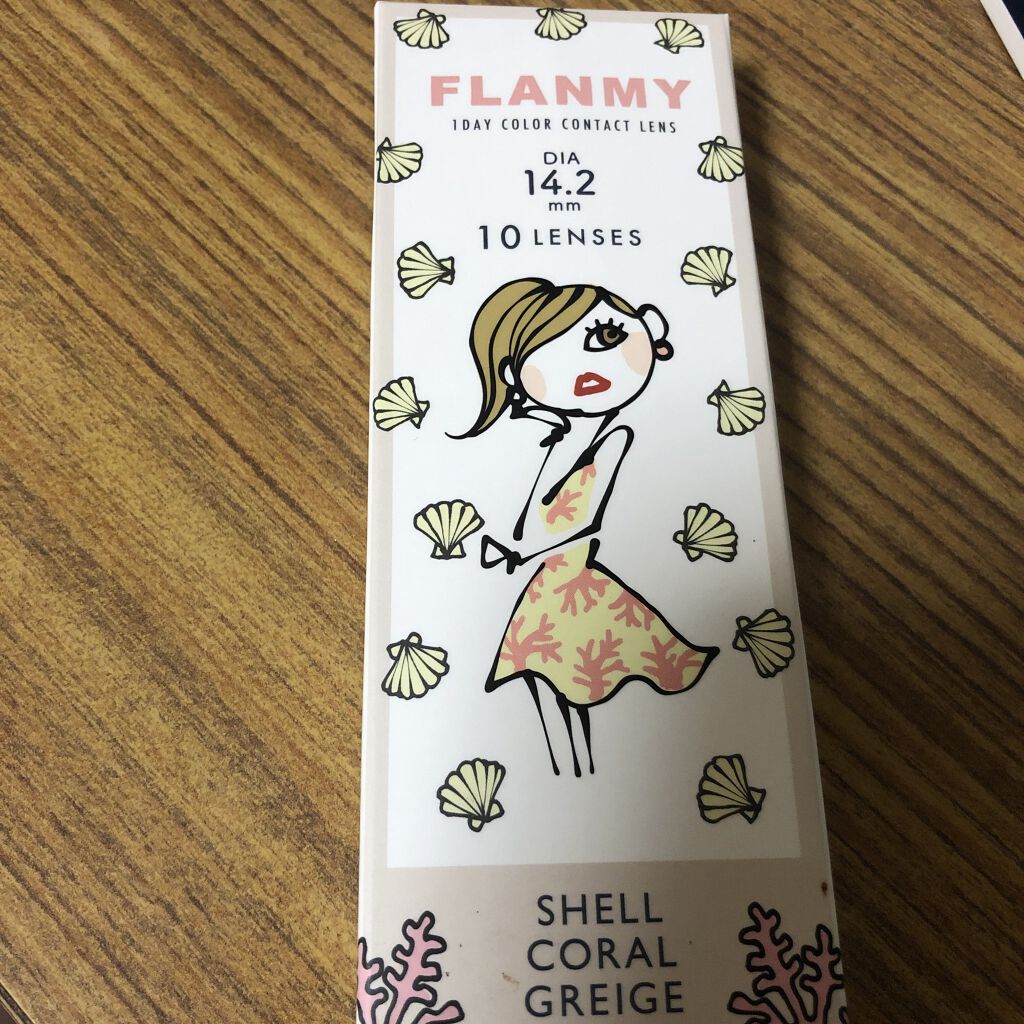 FLANMY
1DAY COLOR CONTACT LENS
DIA
14.2
mm
10 LENSES
SHELL
CORAL
GREIGE